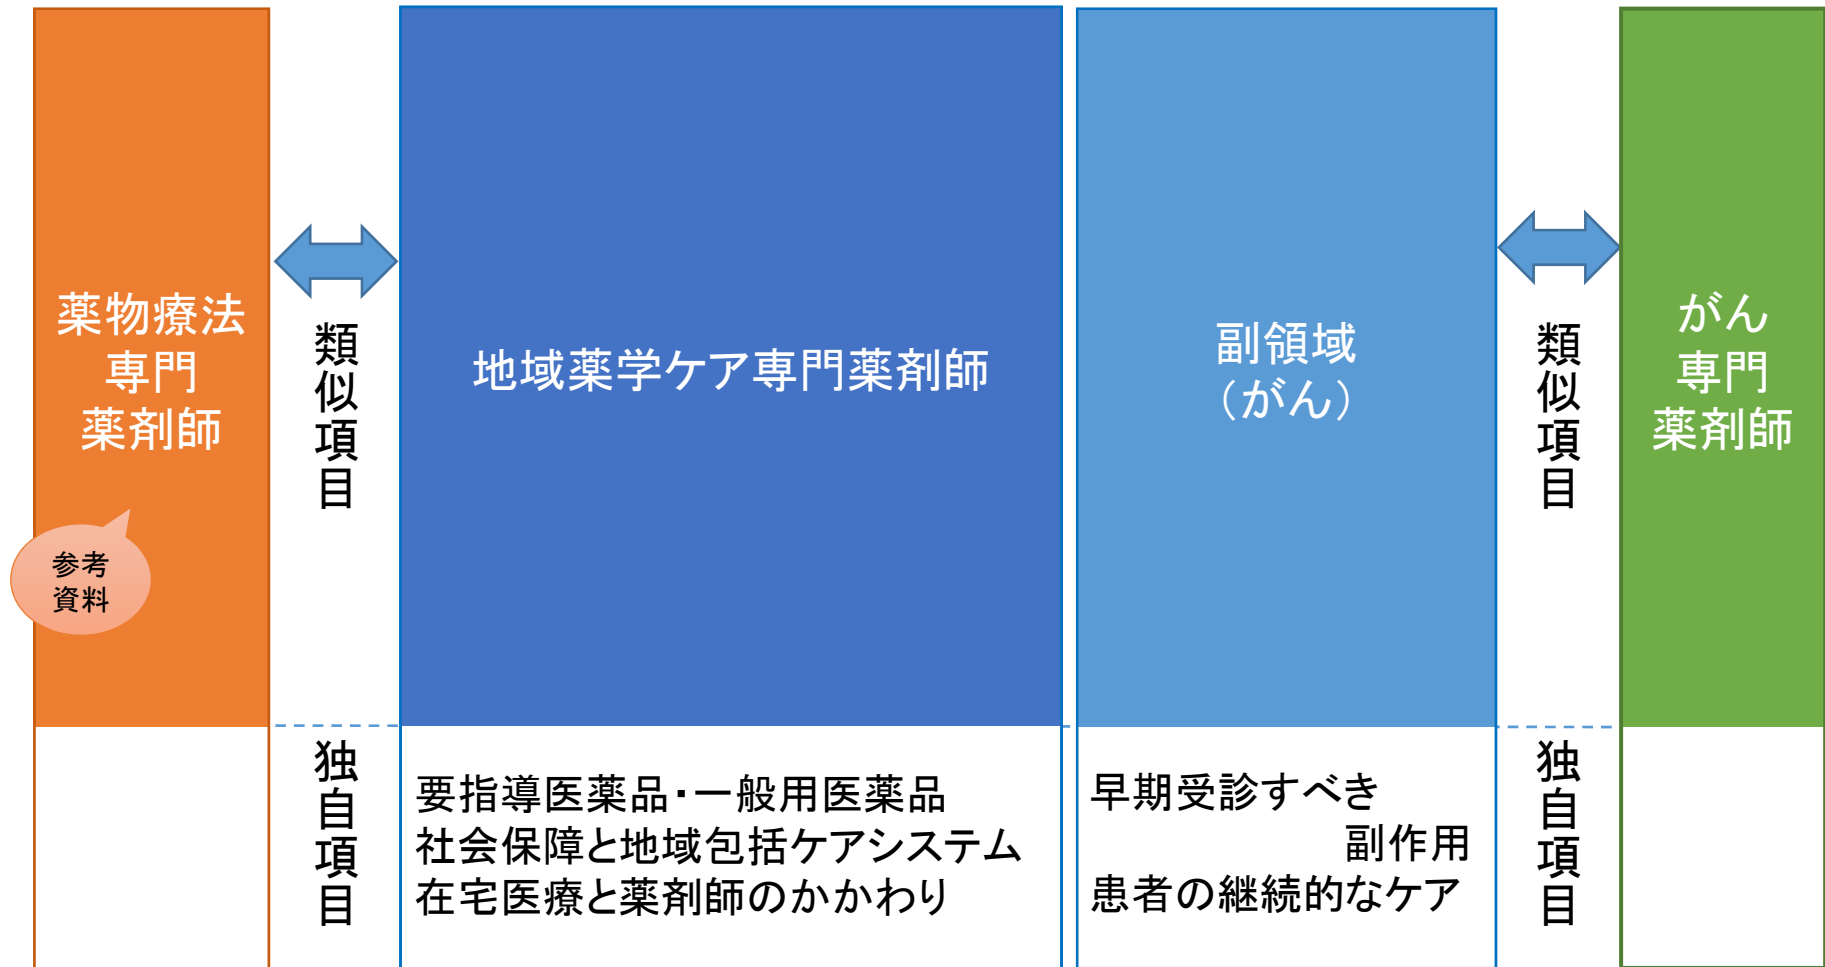 薬物療法
専門
薬剤師
参考
資料
類似項目
独自項目
地域薬学ケア専門薬剤師
要指導医薬品・一般用医薬品
社会保障と地域包括ケアシステム
在宅医療と薬剤師のかかわり
副領域
（がん）
早期受診すべき
副作用
患者の継続的なケア
類似項目
独自項目
がん
専門
薬剤師